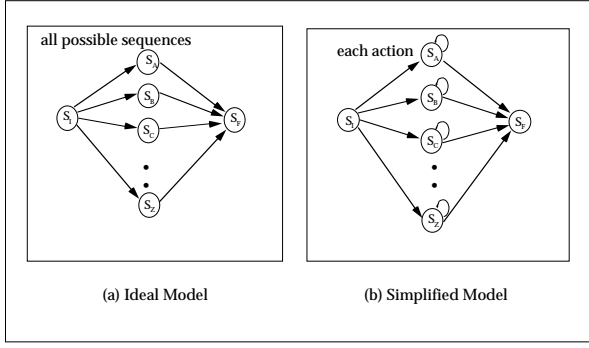 all possible sequences
S_A
S_B
S_I
S_F
S_C
S_Z
(a) Ideal Model
each action
S_A
S_B
S_I
S_F
S_C
S_Z
(b) Simplified Model